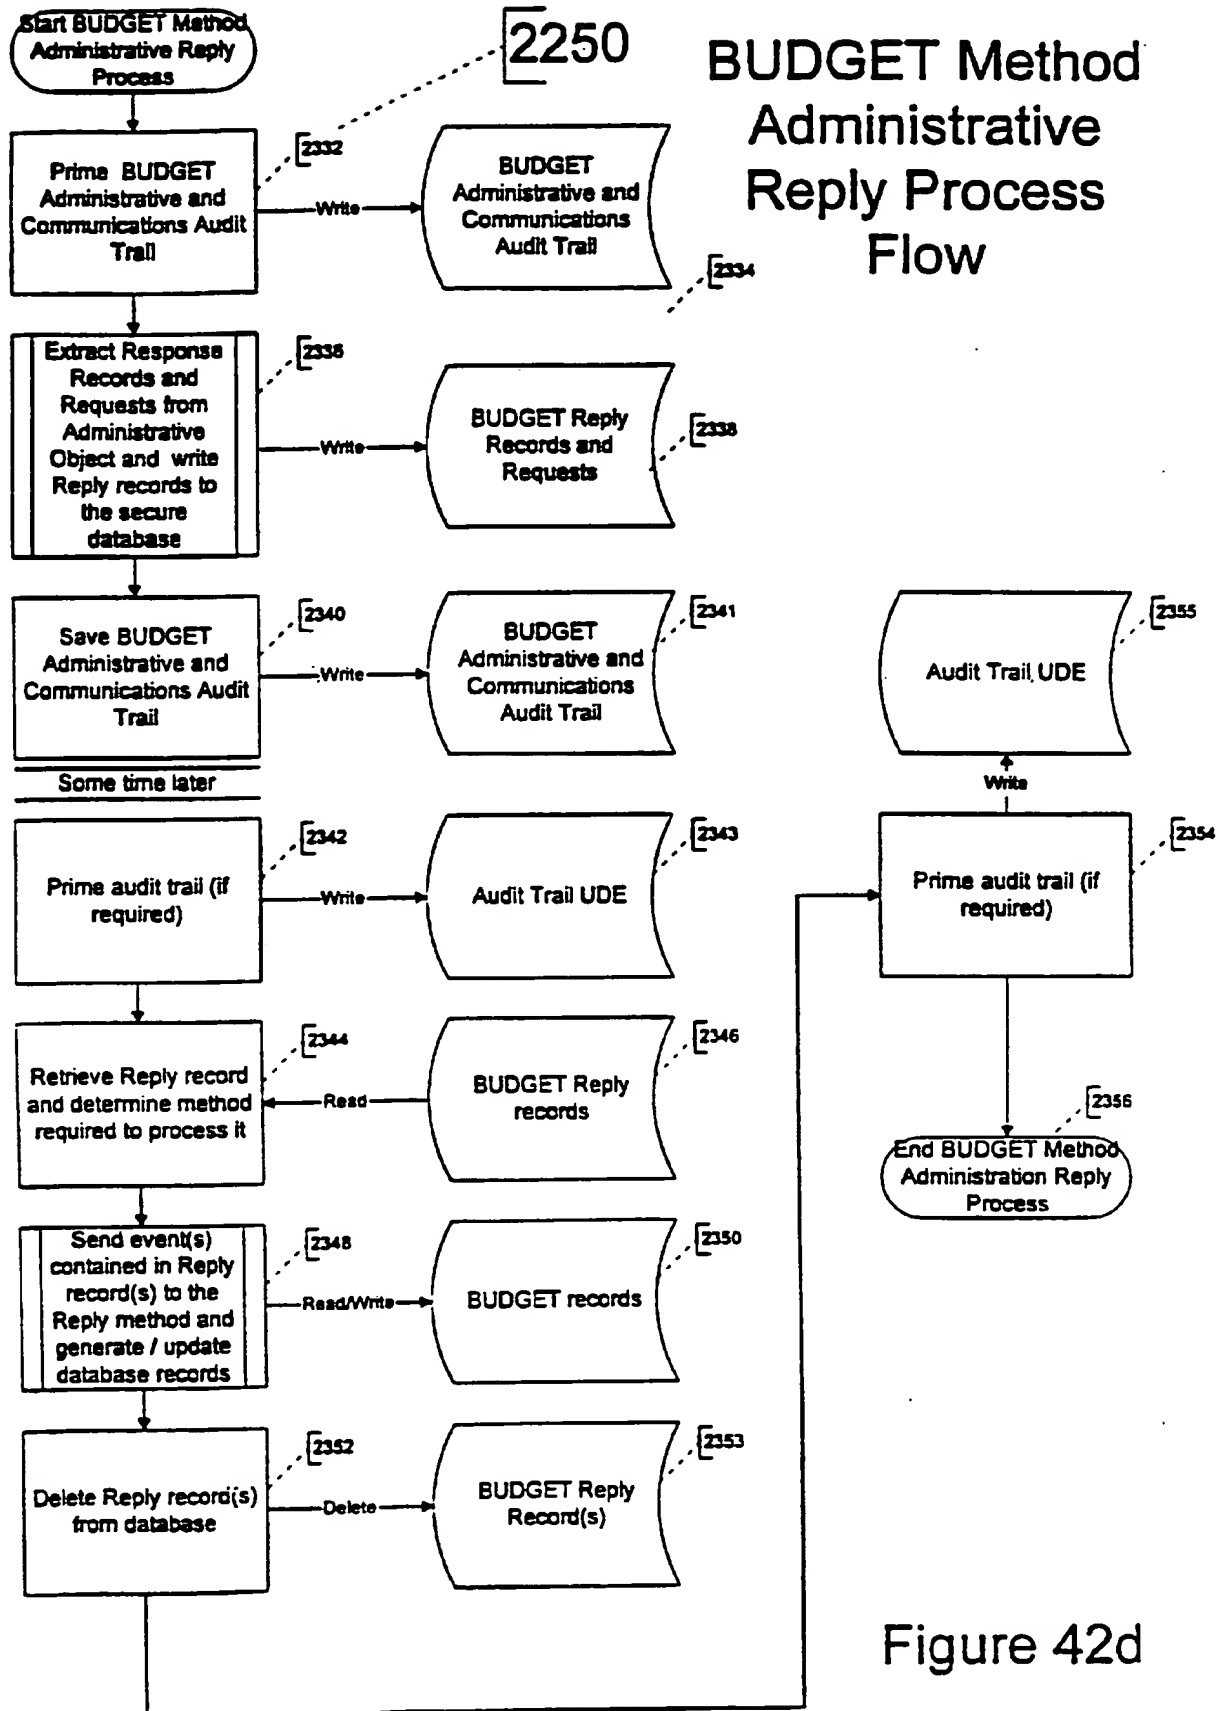 Start BUDGET Method
Administrative Reply
Process
2250
BUDGET Method
Administrative
Reply Process
Flow
2332
Prime BUDGET
Administrative and
Communications Audit
Trail
Write
BUDGET
Administrative and
Communications
Audit Trail
2334
Extract Response
Records and
Requests from
Administrative
Object and write
Reply records to
the secure
database
2336
Write
BUDGET Reply
Records and
Requests
2338
Save BUDGET
Administrative and
Communications Audit
Trail
2340
Write
BUDGET
Administrative and
Communications
Audit Trail
2341
Audit Trail UDE
2355
Some time later
Write
Prime audit trail (if
required)
2342
Write
Audit Trail UDE
2343
Prime audit trail (if
required)
2354
Retrieve Reply record
and determine method
required to process it
2344
Read
BUDGET Reply
records
2346
2356
End BUDGET Method
Administration Reply
Process
Send event(s)
contained in Reply
record(s) to the
Reply method and
generate / update
database records
2348
Read/Write
BUDGET records
2350
Delete Reply record(s)
from database
2352
Delete
BUDGET Reply
Record(s)
2353
Figure 42d